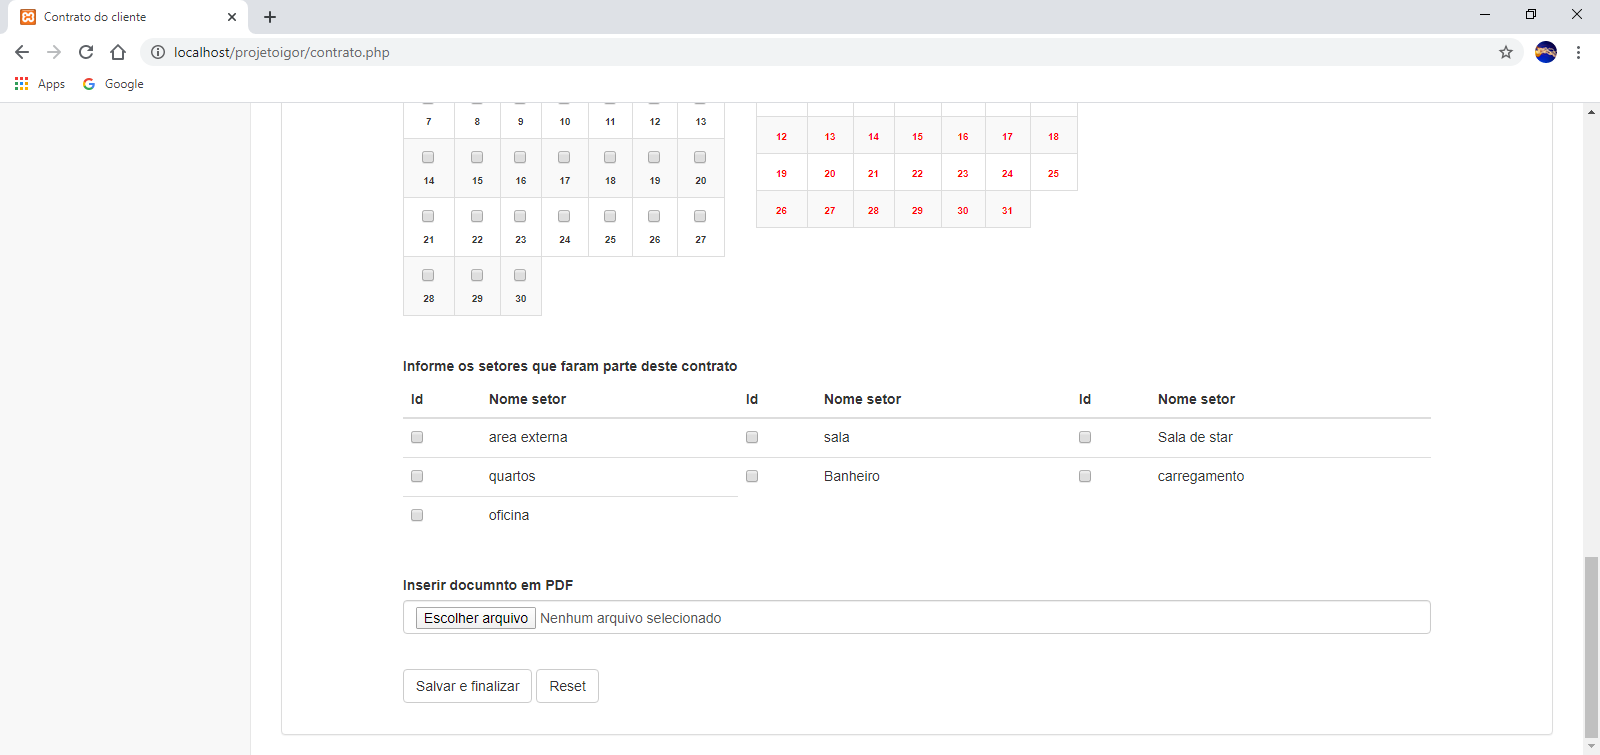 Contrato do cliente
localhost/projetoigor/contrato.php
Apps Google
7 8 9 10 11 12 13
14 15 16 17 18 19 20
21 22 23 24 25 26 27
28 29 30
12 13 14 15 16 17 18
19 20 21 22 23 24 25
26 27 28 29 30 31
Informe os setores que faram parte deste contrato
Id Nome setor Id Nome setor Id Nome setor
area externa sala Sala de star
quartos Banheiro carregamento
oficina
Inserir documnto em PDF
Escolher arquivo Nenhum arquivo selecionado
Salvar e finalizar Reset